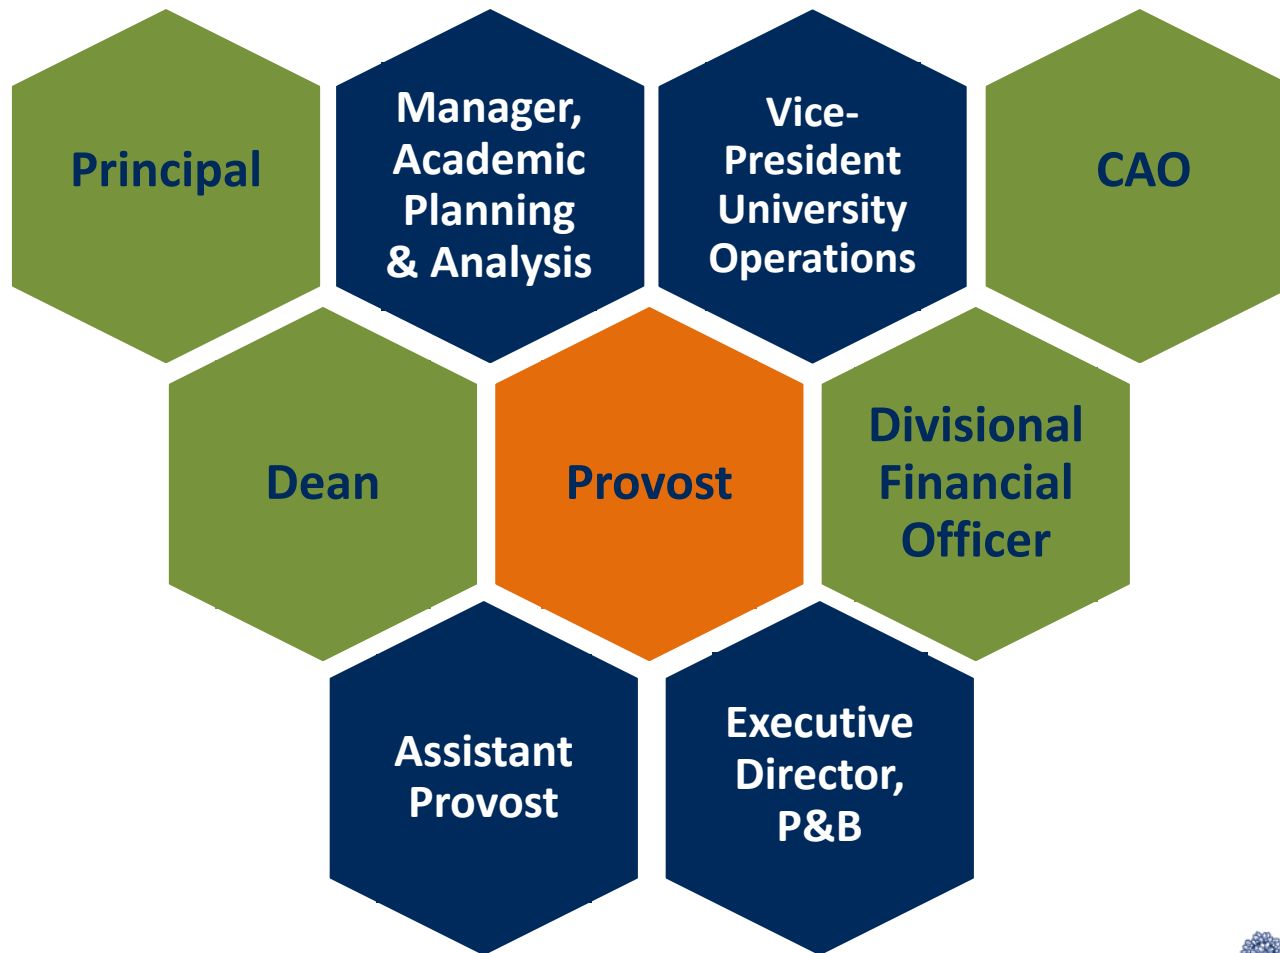 Principal
Manager,
Academic
Planning
& Analysis
Vice-
President
University
Operations
CAO
Dean
Provost
Divisional
Financial
Officer
Assistant
Provost
Executive
Director,
P&B